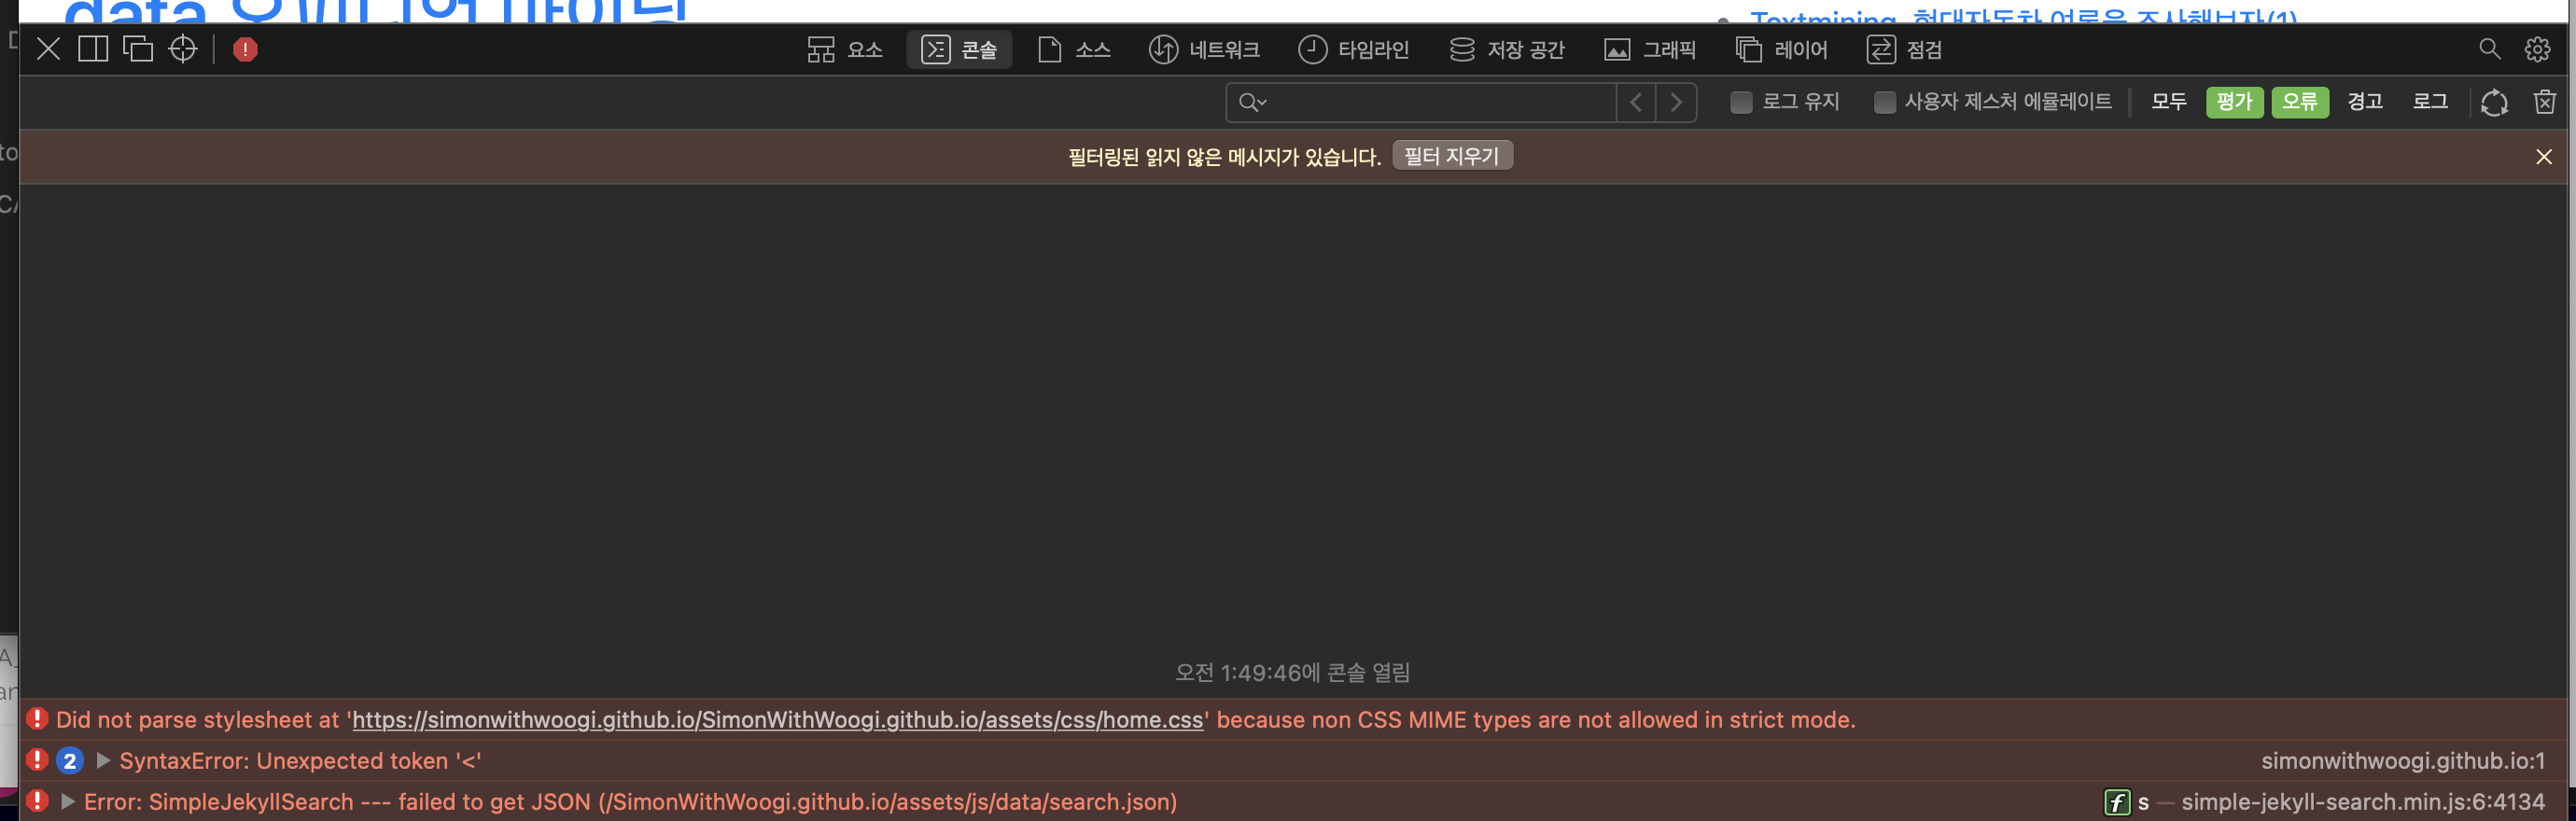 data 오피니언 마이닝
Textmining, 현대자동차 여론을 조사해보자(1)
요소 콘솔 소스 네트워크 타임라인 저장 공간 그래픽 레이어 점검
로그 유지 사용자 제스처 에뮬레이트 모두 평가 오류 경고 로그
필터링된 읽지 않은 메시지가 있습니다. 필터 지우기
오전 1:49:46에 콘솔 열림
Did not parse stylesheet at 'https://simonwithwoogi.github.io/SimonWithWoogi.github.io/assets/css/home.css' because non CSS MIME types are not allowed in strict mode.
2 SyntaxError: Unexpected token '<' simonwithwoogi.github.io:1
Error: SimpleJekyllSearch --- failed to get JSON (/SimonWithWoogi.github.io/assets/js/data/search.json) f s — simple-jekyll-search.min.js:6:4134